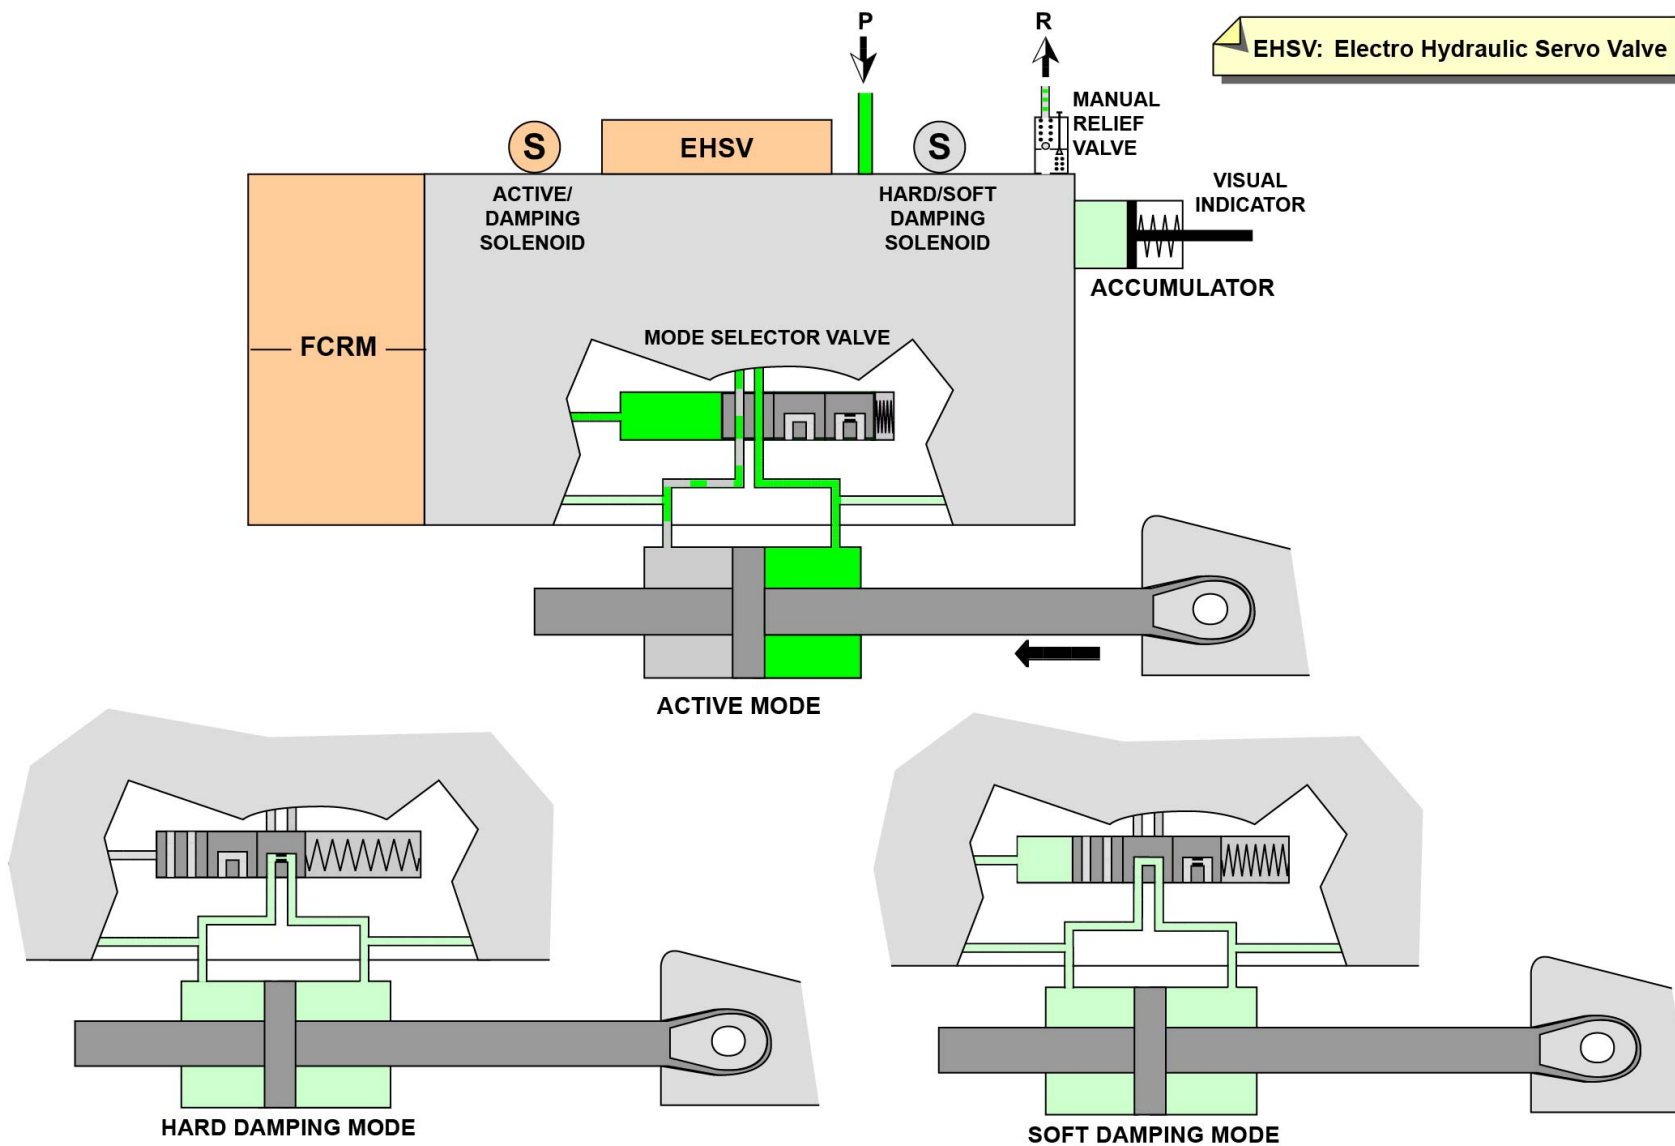 P
R
EHSV: Electro Hydraulic Servo Valve
MANUAL
RELIEF
VALVE
S
EHSV
S
ACTIVE/
DAMPING
SOLENOID
HARD/SOFT
DAMPING
SOLENOID
VISUAL
INDICATOR
ACCUMULATOR
FCRM
MODE SELECTOR VALVE
ACTIVE MODE
HARD DAMPING MODE
SOFT DAMPING MODE